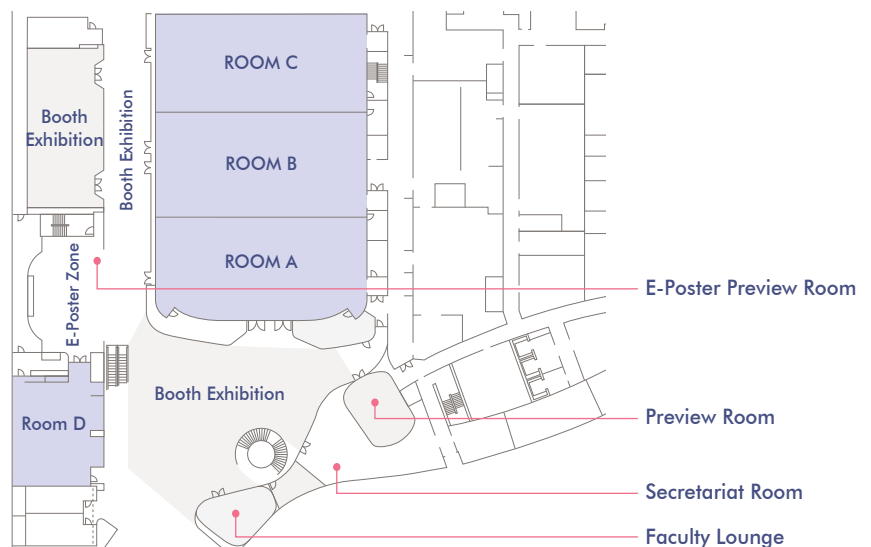 ROOM C
Booth
Exhibition
Booth Exhibition
ROOM B
ROOM A
E-Poster Zone
E-Poster Preview Room
Booth Exhibition
Room D
Preview Room
Secretariat Room
Faculty Lounge